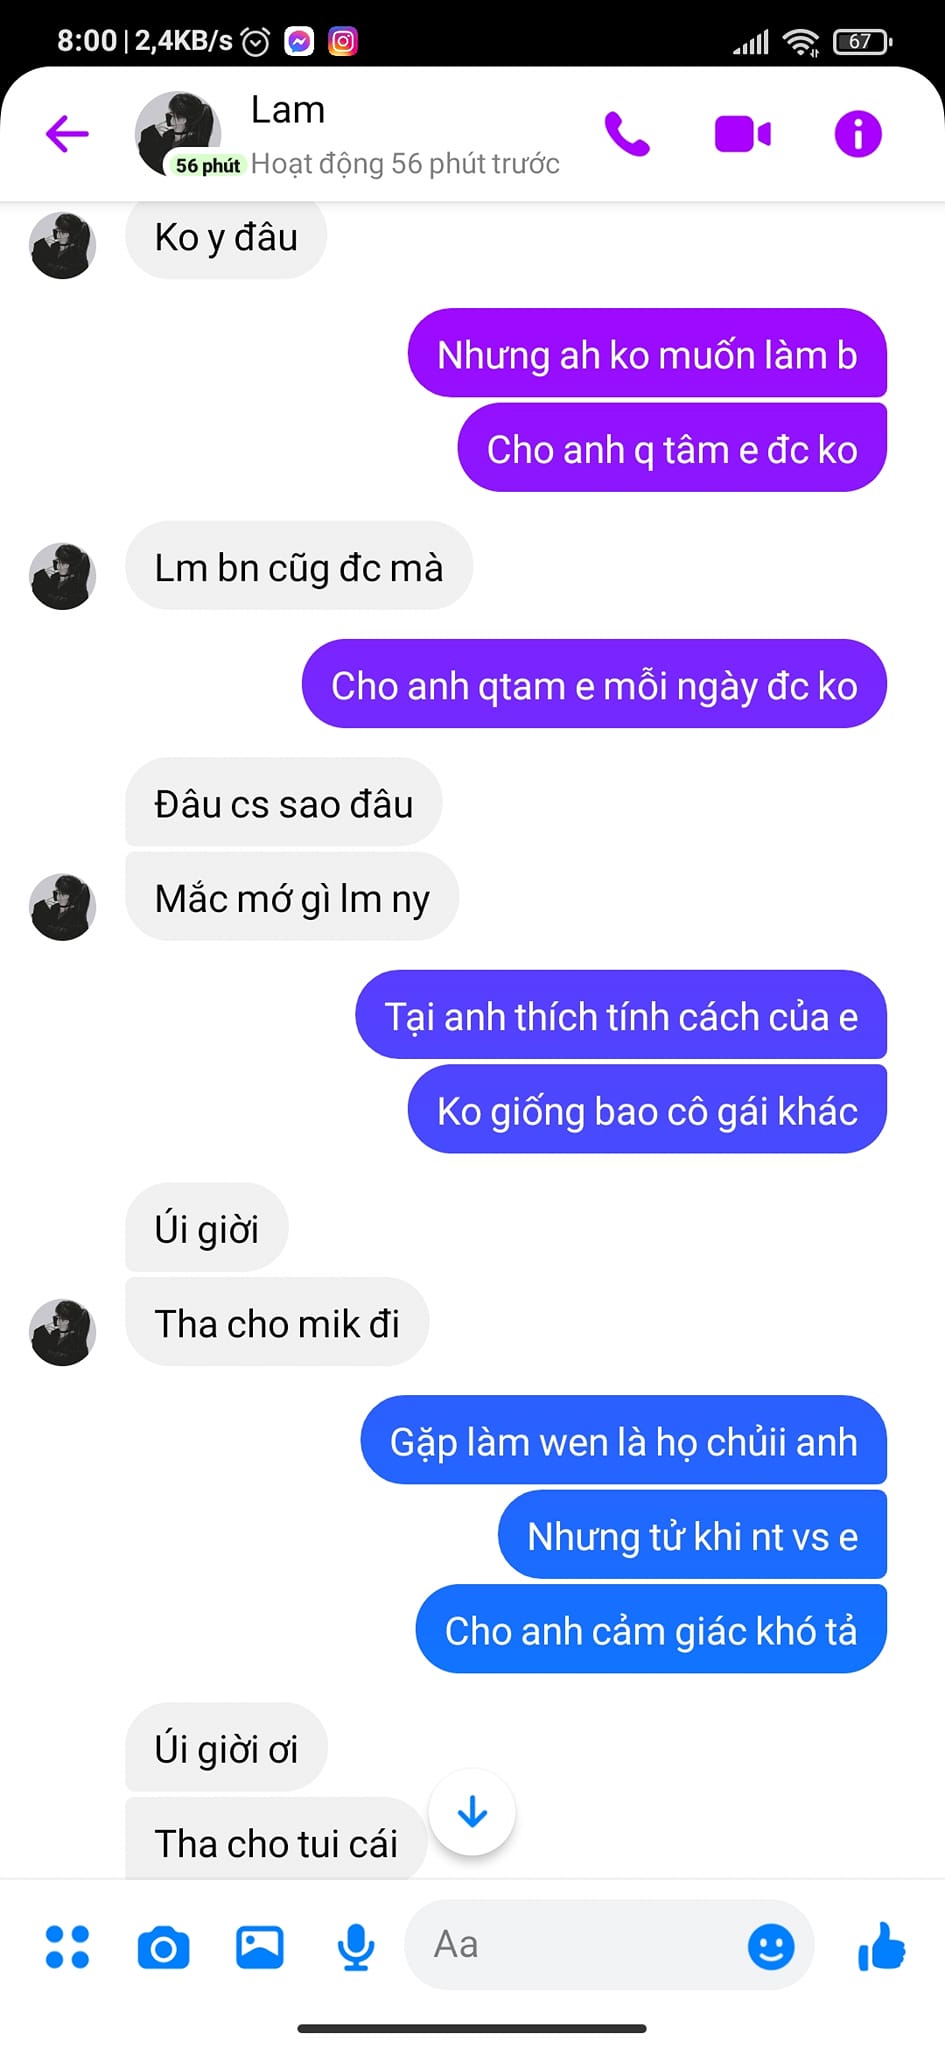 8:00 | 2,4KB/s
67
Lam
56 phút
Hoạt động 56 phút trước
Ko y đâu
Nhưng ah ko muốn làm b
Cho anh q tâm e đc ko
Lm bn cũg đc mà
Cho anh qtam e mỗi ngày đc ko
Đâu cs sao đâu
Mắc mớ gì lm ny
Tại anh thích tính cách của e
Ko giống bao cô gái khác
Úi giời
Tha cho mik đi
Gặp làm wen là họ chủii anh
Nhưng tử khi nt vs e
Cho anh cảm giác khó tả
Úi giời ơi
Tha cho tui cái
Aa